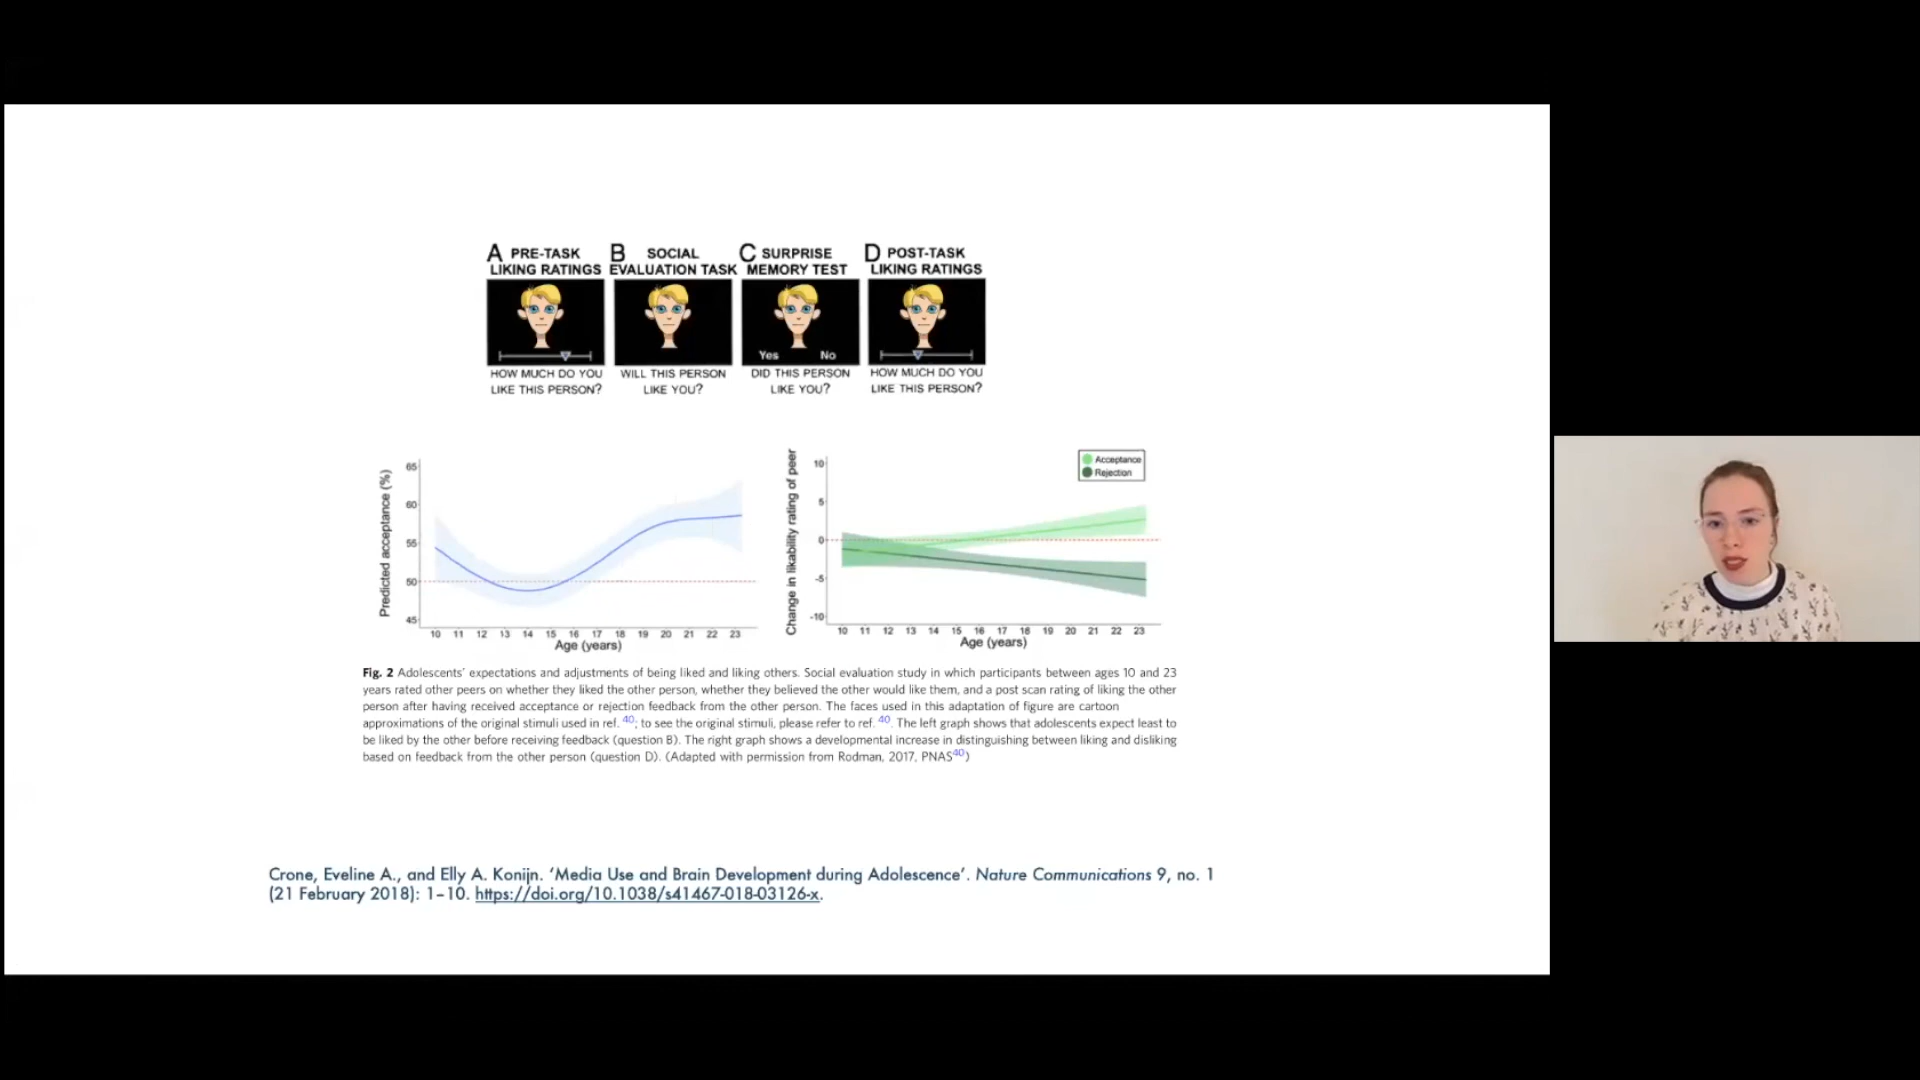 A PRE-TASK LIKING RATINGS
B SOCIAL EVALUATION TASK
C SURPRISE MEMORY TEST
D POST-TASK LIKING RATINGS
Yes No
HOW MUCH DO YOU LIKE THIS PERSON?
WILL THIS PERSON LIKE YOU?
DID THIS PERSON LIKE YOU?
HOW MUCH DO YOU LIKE THIS PERSON?
Predicted acceptance (%)
65
60
55
50
45
10 11 12 13 14 15 16 17 18 19 20 21 22 23
Age (years)
Change in likability rating of peer
10
5
0
-5
-10
Acceptance
Rejection
10 11 12 13 14 15 16 17 18 19 20 21 22 23
Age (years)
Fig. 2 Adolescents' expectations and adjustments of being liked and liking others. Social evaluation study in which participants between ages 10 and 23
years rated other peers on whether they liked the other person, whether they believed the other would like them, and a post scan rating of liking the other
person after having received acceptance or rejection feedback from the other person. The faces used in this adaptation of figure are cartoon
approximations of the original stimuli used in ref. 40; to see the original stimuli, please refer to ref. 40. The left graph shows that adolescents expect least to
be liked by the other before receiving feedback (question B). The right graph shows a developmental increase in distinguishing between liking and disliking
based on feedback from the other person (question D). (Adapted with permission from Rodman, 2017, PNAS40)
Crone, Eveline A., and Elly A. Konijn. 'Media Use and Brain Development during Adolescence'. Nature Communications 9, no. 1
(21 February 2018): 1–10. https://doi.org/10.1038/s41467-018-03126-x.